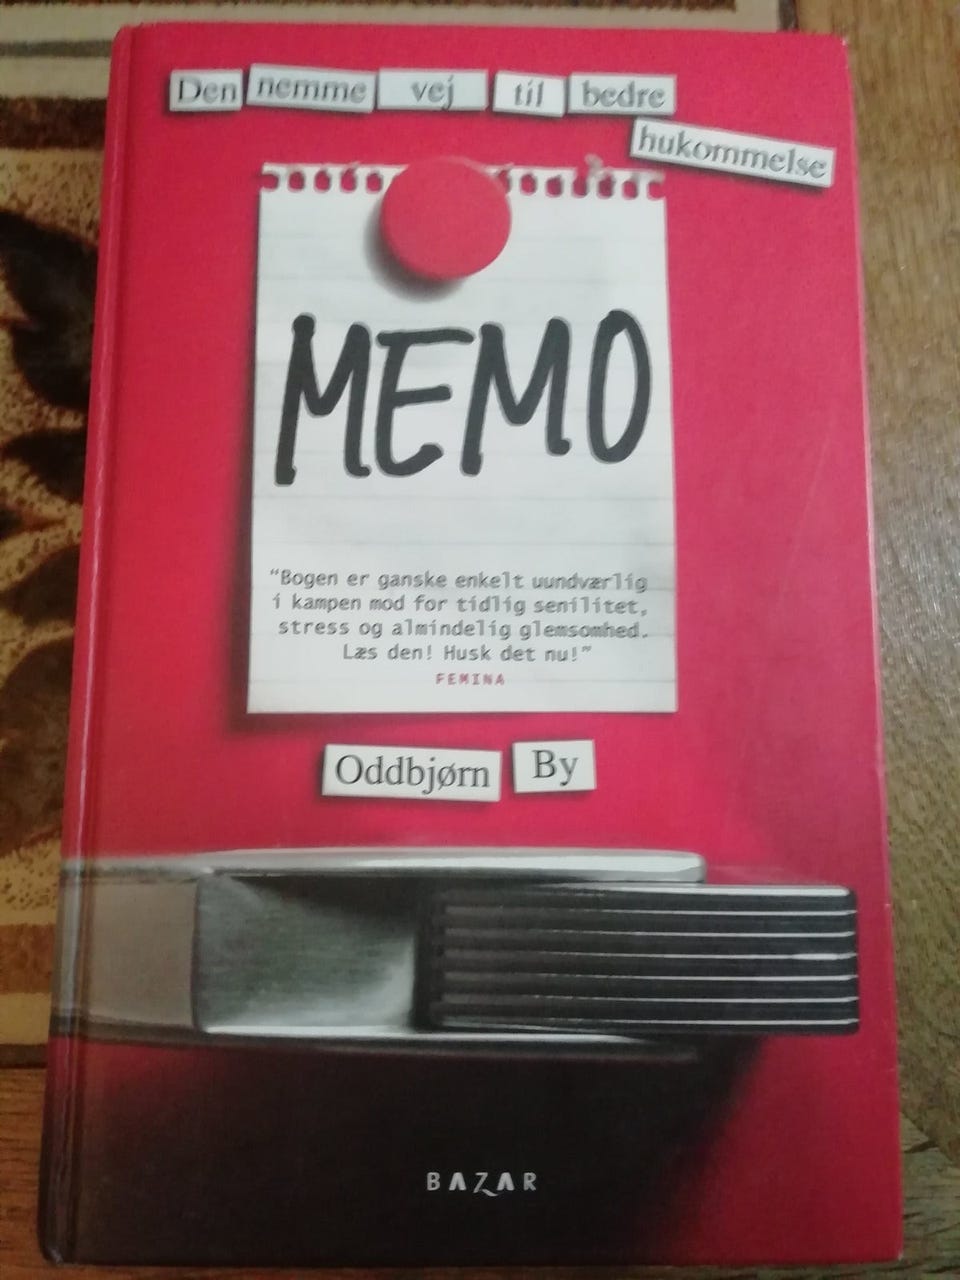 Den nemme vej til bedre
hukommelse
MEMO
"Bogen er ganske enkelt uundværlig
i kampen mod for tidlig senilitet,
stress og almindelig glemsomhed.
Læs den! Husk det nu!"
FEMINA
Oddbjørn By
BAZAR